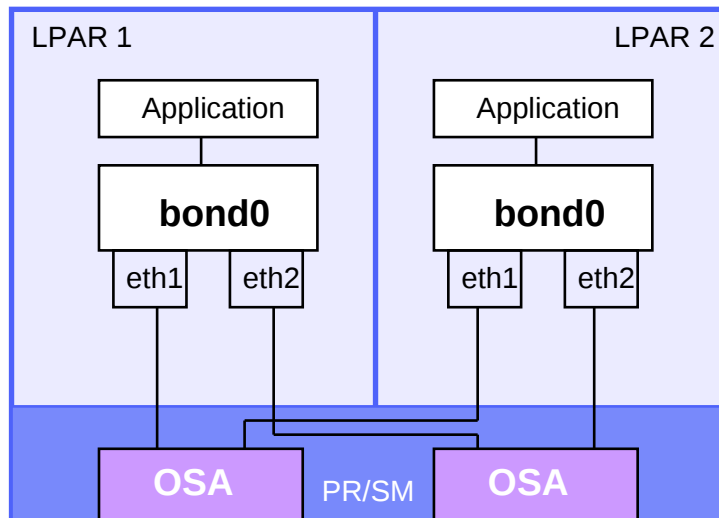 LPAR 1
LPAR 2
Application
Application
bond0
bond0
eth1
eth2
eth1
eth2
OSA
PR/SM
OSA